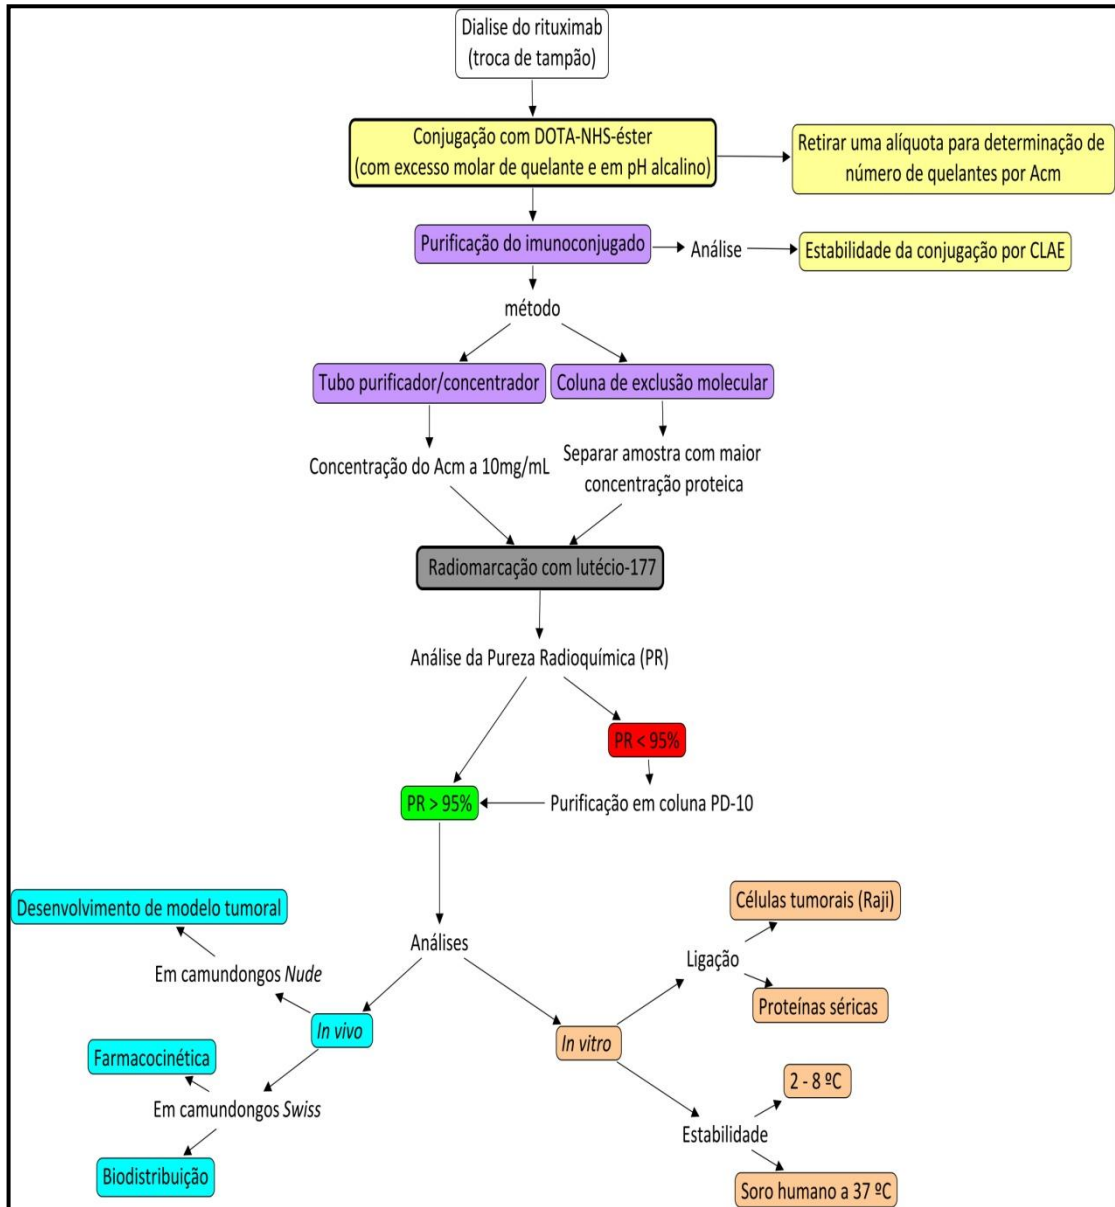 Dialise do rituximab
(troca de tampão)
Conjugação com DOTA-NHS-éster
(com excesso molar de quelante e em pH alcalino)
Retirar uma alíquota para determinação de
número de quelantes por Acm
Purificação do imunoconjugado
Análise
Estabilidade da conjugação por CLAE
método
Tubo purificador/concentrador
Coluna de exclusão molecular
Concentração do Acm a 10mg/mL
Separar amostra com maior
concentração proteica
Radiomarcação com lutécio-177
Análise da Pureza Radioquímica (PR)
PR < 95%
PR > 95%
Purificação em coluna PD-10
Desenvolvimento de modelo tumoral
Células tumorais (Raji)
Análises
Ligação
Em camundongos Nude
Proteínas séricas
In vivo
In vitro
Farmacocinética
2 - 8 ºC
Em camundongos Swiss
Estabilidade
Biodistribuição
Soro humano a 37 ºC